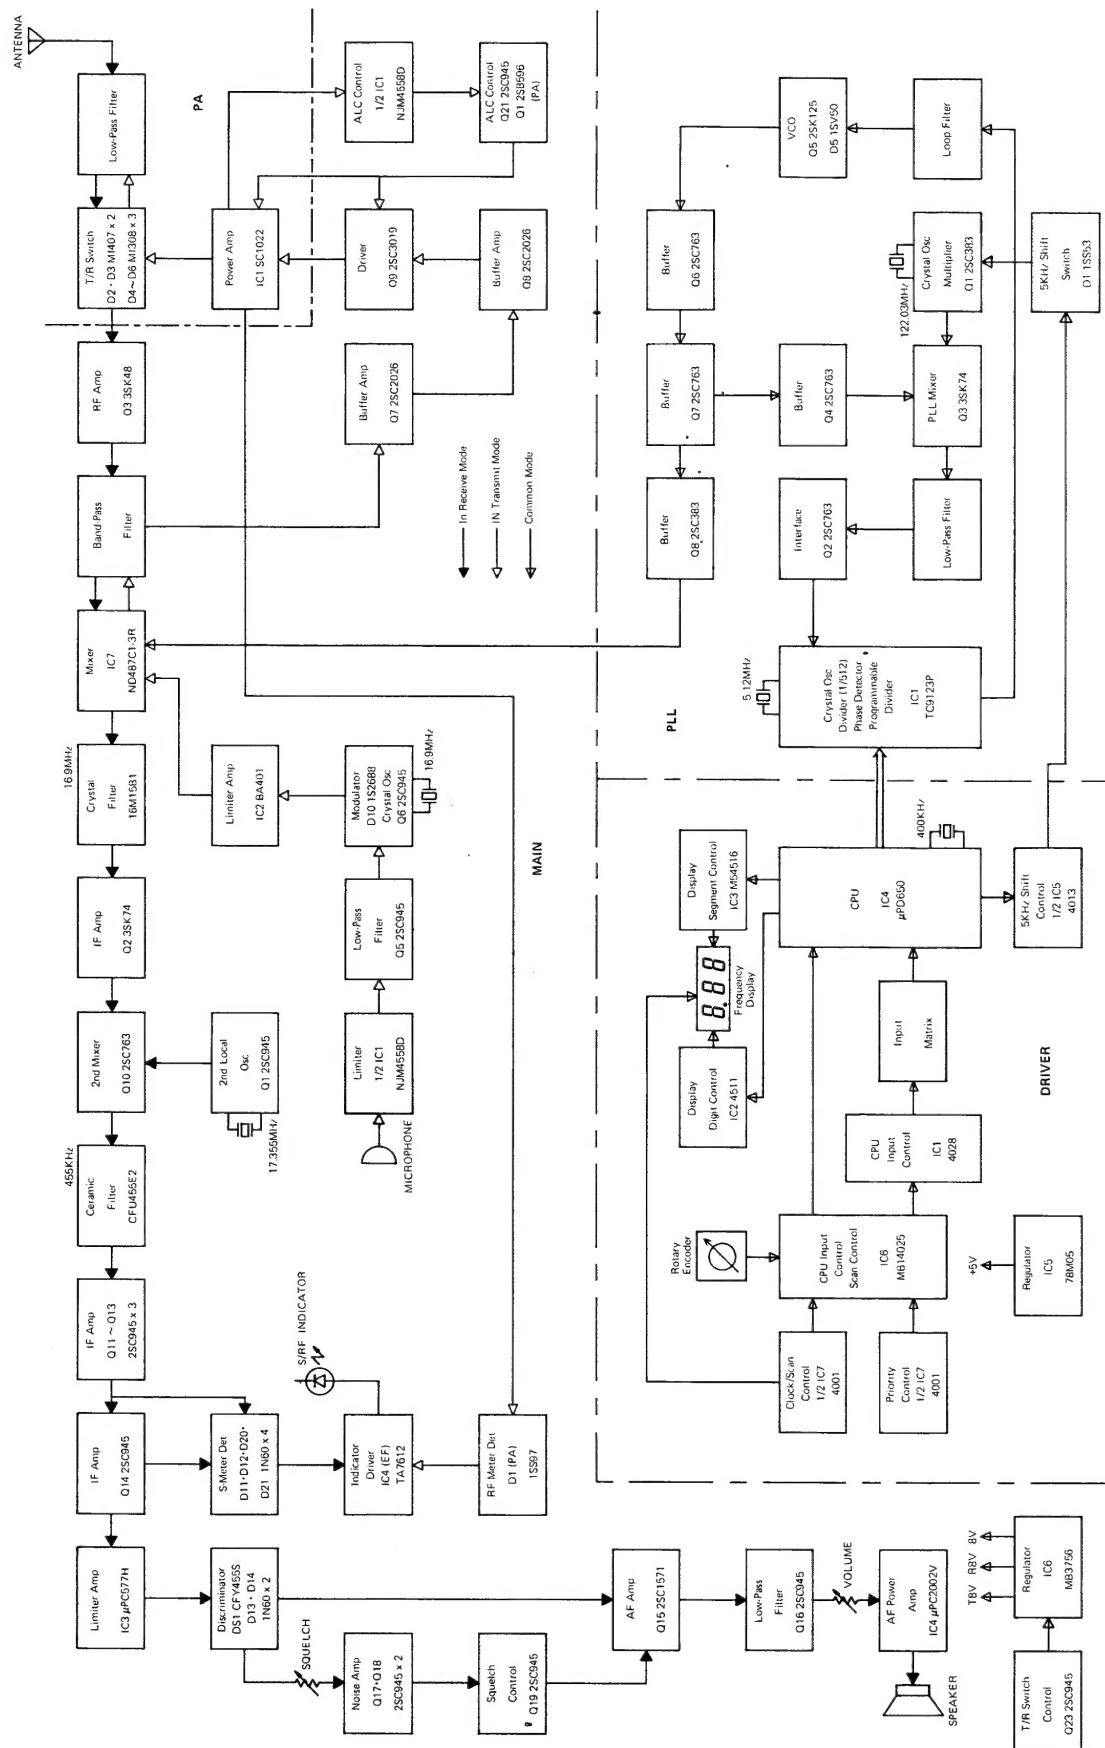 ANTENNA
Low-Pass Filter
T/R Switch
D2 · D3 MI407 x 2
D4~D6 MI308 x 3
PA
Power Amp
IC1 SC1022
ALC Control
1/2 IC1
NJM4558D
ALC Control
Q21 2SC945
Q1 2SB596
(PA)
Driver
Q9 2SC3019
Buffer Amp
Q8 2SC2026
Buffer Amp
Q7 2SC2026
RF Amp
Q3 3SK48
Band-Pass
Filter
Mixer
IC7
ND487C1-3R
16.9MHz
Crystal
Filter
16M15B1
Limiter Amp
IC2 BA401
Modulator
D10 1S2688
Crystal Osc
Q6 2SC945
16.9MHz
IF Amp
Q2 3SK74
Low-Pass
Filter
Q5 2SC945
2nd Mixer
Q10 2SC763
2nd Local
Osc
Q1 2SC945
17.355MHz
Limiter
1/2 IC1
NJM4558D
MICROPHONE
455KHz
Ceramic
Filter
CFU455E2
IF Amp
Q11 ~ Q13
2SC945 x 3
IF Amp
Q14 2SC945
S-Meter Det
D11·D12·D20·
D21 1N60 x 4
Indicator
Driver
IC4 (EF)
TA7612
S/RF INDICATOR
RF Meter Det
D1 (PA)
1SS97
Limiter Amp
IC3 μPC577H
Discriminator
DS1 CFY455S
D13 · D14
1N60 x 2
SQUELCH
Noise Amp
Q17·Q18
2SC945 x 2
Squelch
Control
Q19 2SC945
AF Amp
Q15 2SC1571
Low-Pass
Filter
Q16 2SC945
VOLUME
AF Power
Amp
IC4 μPC2002V
SPEAKER
T8V R8V 8V
Regulator
IC6
MB3756
T/R Switch
Control
Q23 2SC945
MAIN
In Receive Mode
IN Transmit Mode
Common Mode
PLL
VCO
Q5 2SK125
D5 1SV50
Loop Filter
Buffer
Q6 2SC763
Buffer
Q7 2SC763
Buffer
Q8 2SC383
Buffer
Q4 2SC763
122.03MHz
Crystal Osc
Multiplier
Q1 2SC383
5KHz Shift
Switch
D1 1SS53
PLL Mixer
Q3 3SK74
Low-Pass Filter
Interface
Q2 2SC763
5.12MHz
Crystal Osc
Divider (1/512)
Phase Detector
Programmable
Divider
IC1
TC9123P
DRIVER
400KHz
CPU
IC4
μPD650
5KHz Shift
Control
1/2 IC5
4013
Display
Segment Control
IC3 M54516
8.88
Frequency
Display
Display
Digit Control
IC2 4511
Input
Matrix
CPU
Input
Control
IC1
4028
Rotary
Encoder
CPU Input
Control
Scan Control
IC6
MB14025
Clock/Scan
Control
1/2 IC7
4001
Priority
Control
1/2 IC7
4001
+5V
Regulator
IC5
78M05